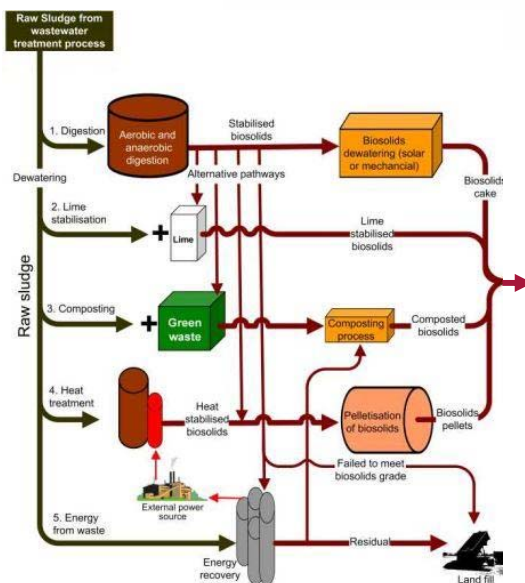 Raw Sludge from
wastewater
treatment process
1. Digestion
Aerobic and
anaerobic
digestion
Stabilised
biosolids
Biosolids
dewatering (solar
or mechancial)
Dewatering
Alternative pathways
Biosolids
cake
2. Lime
stabilisation
+
Lime
Lime
stabilised
biosolids
Raw sludge
3. Composting
+
Green
waste
Composting
process
Composted
biosolids
4. Heat
treatment
Heat
stabilised
biosolids
Pelletisation
of biosolids
Biosolids
pellets
External power
source
Failed to meet
biosolids grade
5. Energy
from waste
Energy
recovery
Residual
Land fill